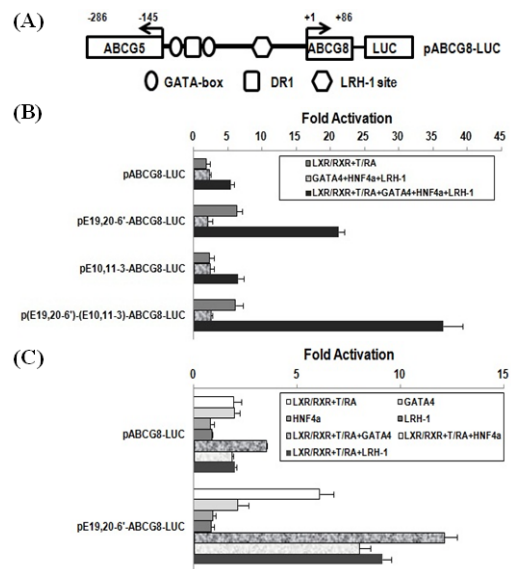 (A)
-286 -145 +1 +86
ABCG5 ABCG8 LUC pABCG8-LUC
GATA-box DR1 LRH-1 site
(B)
Fold Activation
0 5 10 15 20 25 30 35 40 45
LXR/RXR+T/RA
GATA4+HNF4a+LRH-1
LXR/RXR+T/RA+GATA4+HNF4a+LRH-1
pABCG8-LUC
pE19,20-6'-ABCG8-LUC
pE10,11-3-ABCG8-LUC
p(E19,20-6')-(E10,11-3)-ABCG8-LUC
(C)
Fold Activation
0 5 10 15
LXR/RXR+T/RA GATA4
HNF4a LRH-1
LXR/RXR+T/RA+GATA4 LXR/RXR+T/RA+HNF4a
LXR/RXR+T/RA+LRH-1
pABCG8-LUC
pE19,20-6'-ABCG8-LUC